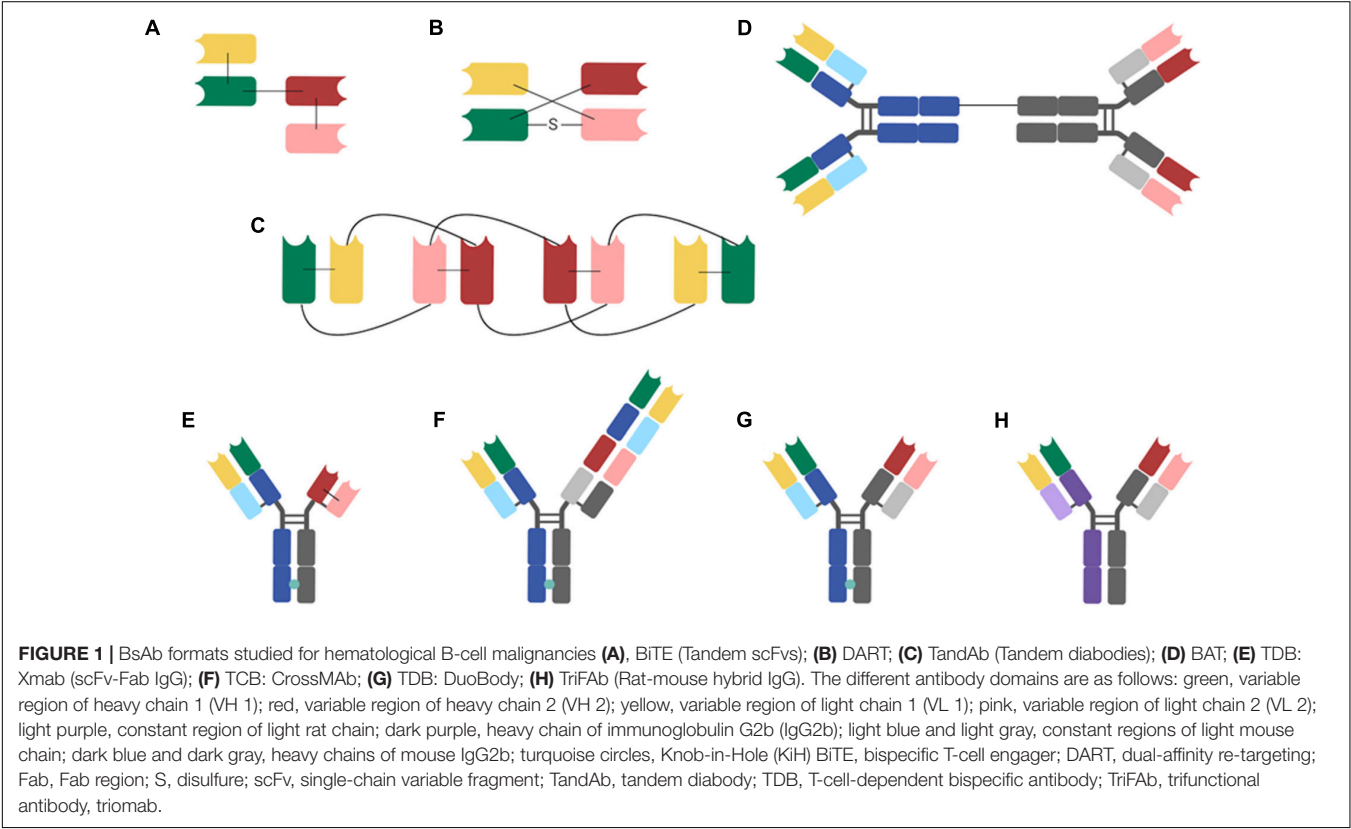 A
B
D
S
C
E
F
G
H
FIGURE 1 | BsAb formats studied for hematological B-cell malignancies (A), BiTE (Tandem scFvs); (B) DART; (C) TandAb (Tandem diabodies); (D) BAT; (E) TDB:
Xmab (scFv-Fab IgG); (F) TCB: CrossMAb; (G) TDB: DuoBody; (H) TriFAb (Rat-mouse hybrid IgG). The different antibody domains are as follows: green, variable
region of heavy chain 1 (VH 1); red, variable region of heavy chain 2 (VH 2); yellow, variable region of light chain 1 (VL 1); pink, variable region of light chain 2 (VL 2);
light purple, constant region of light rat chain; dark purple, heavy chain of immunoglobulin G2b (IgG2b); light blue and light gray, constant regions of light mouse
chain; dark blue and dark gray, heavy chains of mouse IgG2b; turquoise circles, Knob-in-Hole (KiH) BiTE, bispecific T-cell engager; DART, dual-affinity re-targeting;
Fab, Fab region; S, disulfure; scFv, single-chain variable fragment; TandAb, tandem diabody; TDB, T-cell-dependent bispecific antibody; TriFAb, trifunctional
antibody, triomab.